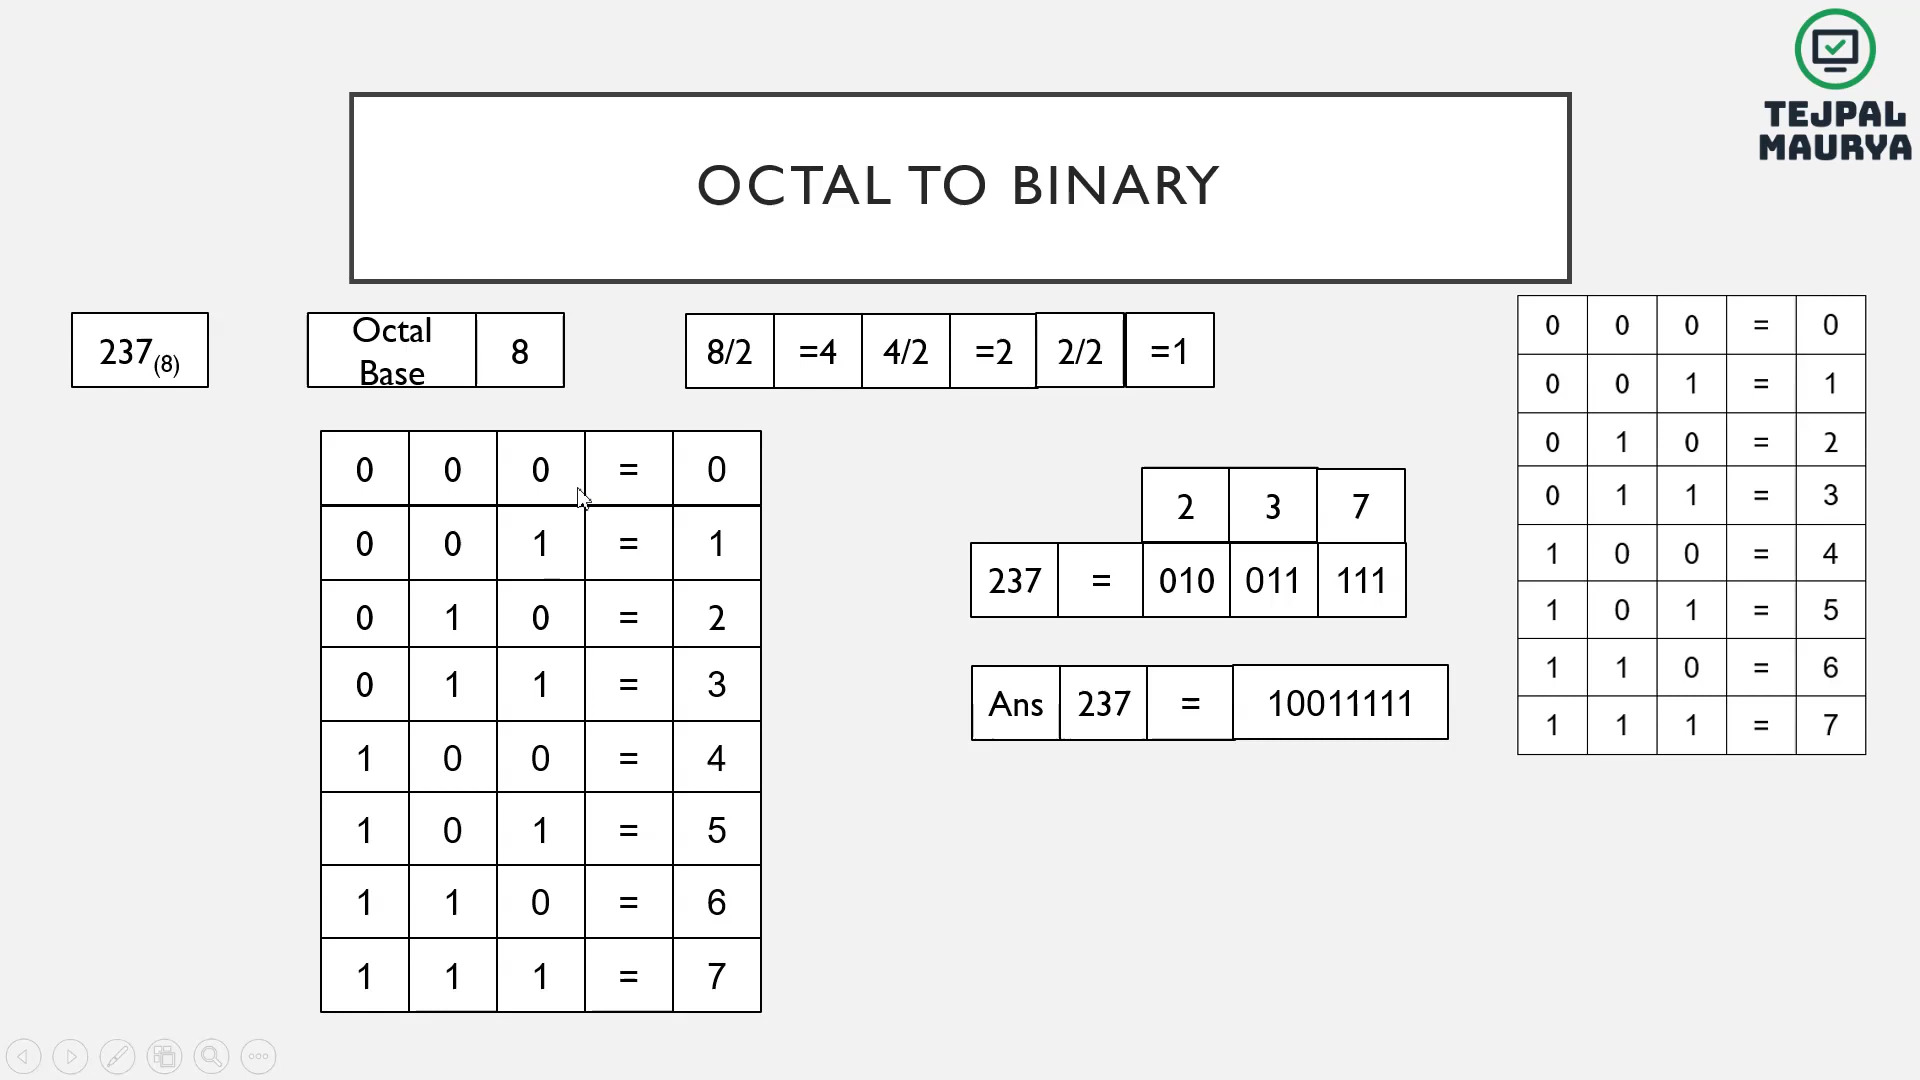 TEJPAL
MAURYA
OCTAL TO BINARY
237(8)
Octal
Base
8
8/2 =4 4/2 =2 2/2 =1
0 0 0 = 0
0 0 1 = 1
0 1 0 = 2
0 1 1 = 3
1 0 0 = 4
1 0 1 = 5
1 1 0 = 6
1 1 1 = 7
2 3 7
237 = 010 011 111
Ans 237 = 10011111
0 0 0 = 0
0 0 1 = 1
0 1 0 = 2
0 1 1 = 3
1 0 0 = 4
1 0 1 = 5
1 1 0 = 6
1 1 1 = 7